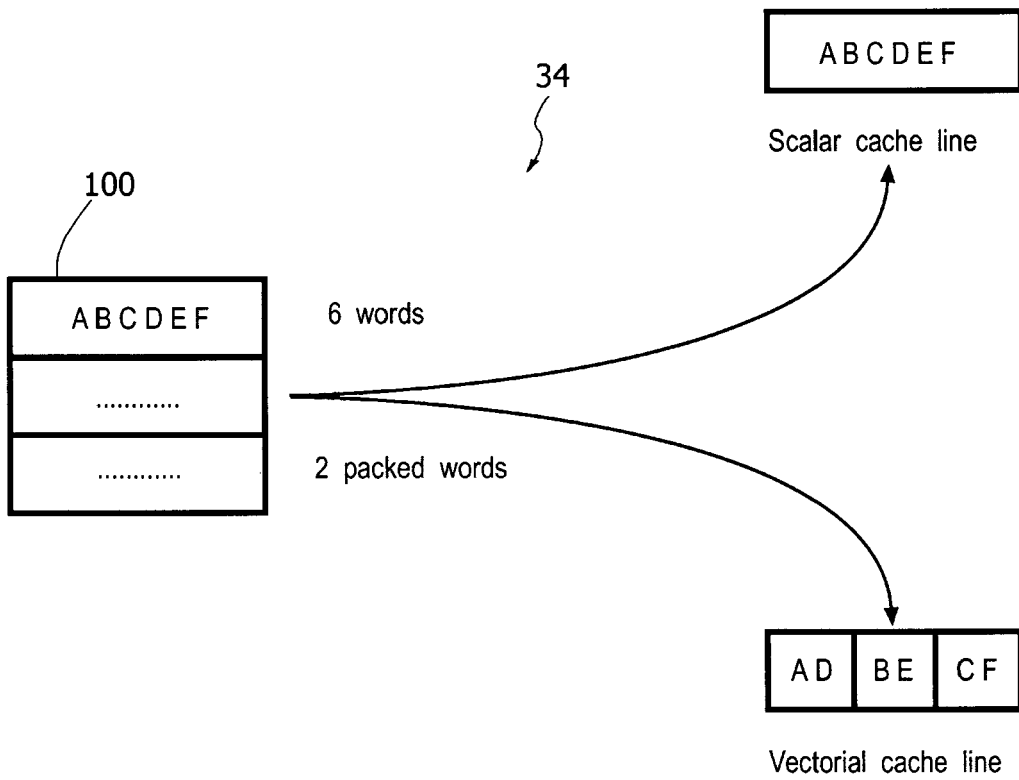 ABCDEF
34
Scalar cache line
100
ABCDEF
6 words
............
2 packed words
............
AD BE CF
Vectorial cache line